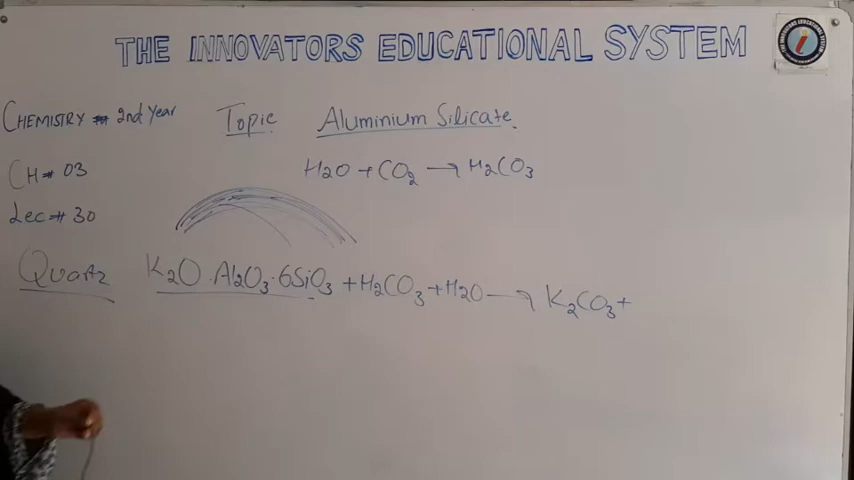 THE INNOVATORS EDUCATIONAL SYSTEM
CHEMISTRY 2nd Year
Topic Aluminium Silicate.
CH# 03
H2O + CO2 → H2CO3
Lec# 30
Quartz K2O·Al2O3·6SiO3 + H2CO3 + H2O → K2CO3 +